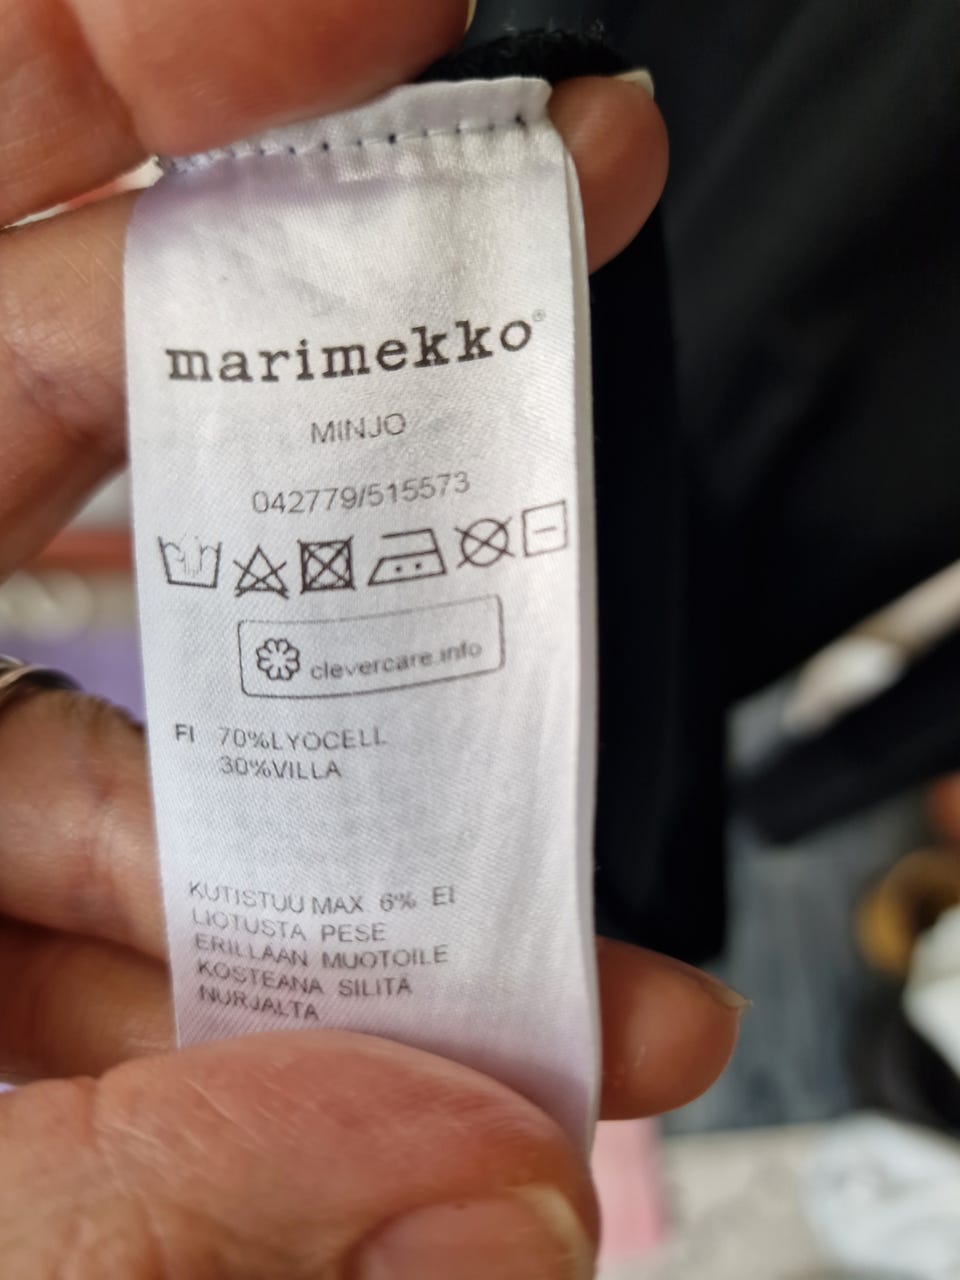 marimekko®
MINJO
042779/515573
clevercare.info
FI 70%LYOCELL
30%VILLA
KUTISTUU MAX 6% EI
LIOTUSTA PESE
ERILLÄÄN MUOTOILE
KOSTEANA SILITÄ
NURJALTA